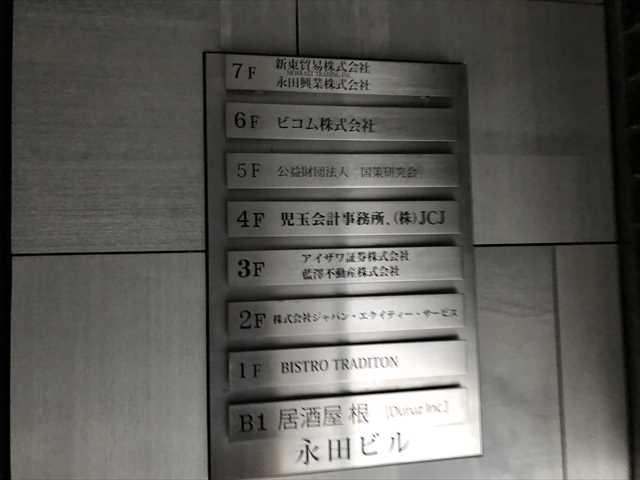 7F 新東貿易株式会社
永田興業株式会社
6F ビコム株式会社
5F 公益財団法人 国策研究会
4F 児玉会計事務所、(株)JCJ
3F アイザワ証券株式会社
藍澤不動産株式会社
2F 株式会社ジャパン・エクイティー・サービス
1F BISTRO TRADITON
B1 居酒屋 根
永田ビル